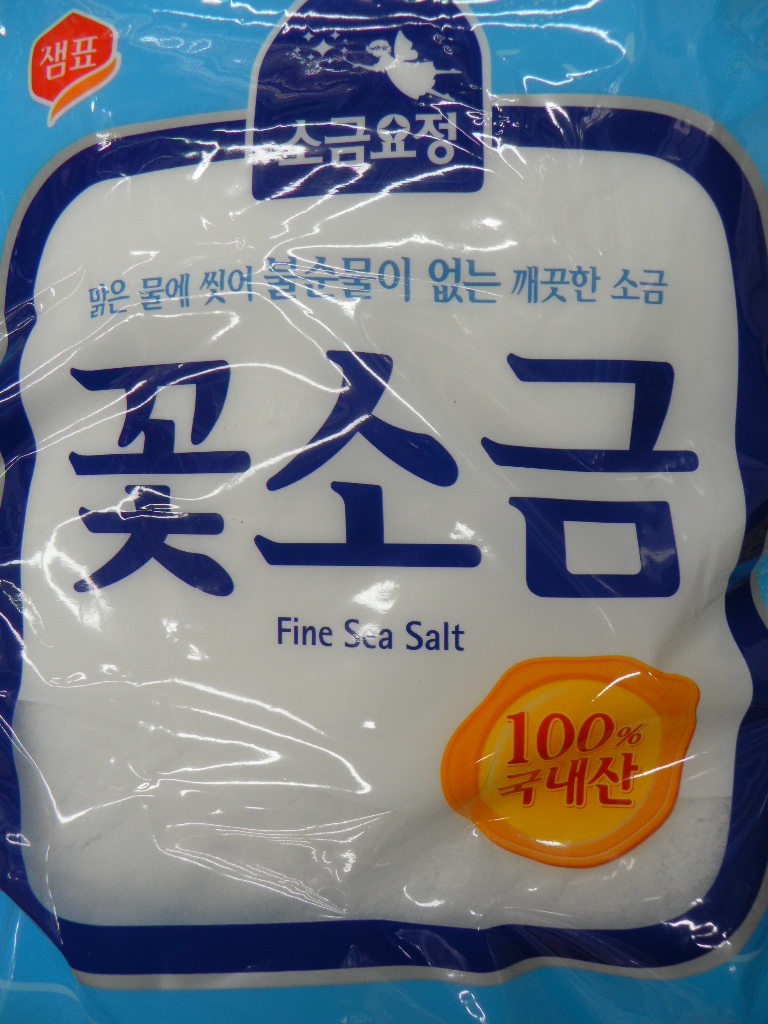 샘표
소금요정
맑은 물에 씻어 불순물이 없는 깨끗한 소금
꽃소금
Fine Sea Salt
100%
국내산